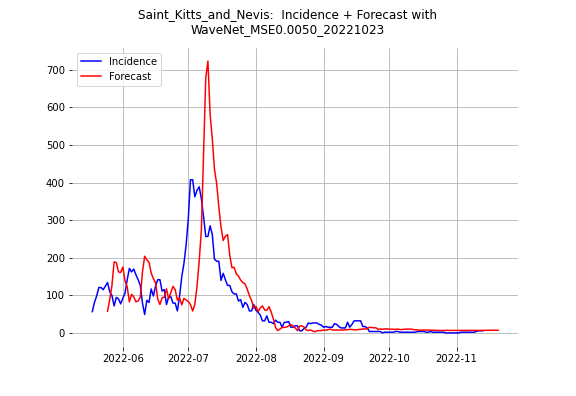 Saint_Kitts_and_Nevis:  Incidence + Forecast with
WaveNet_MSE0.0050_20221023
Incidence
Forecast
700
600
500
400
300
200
100
0
2022-06 2022-07 2022-08 2022-09 2022-10 2022-11